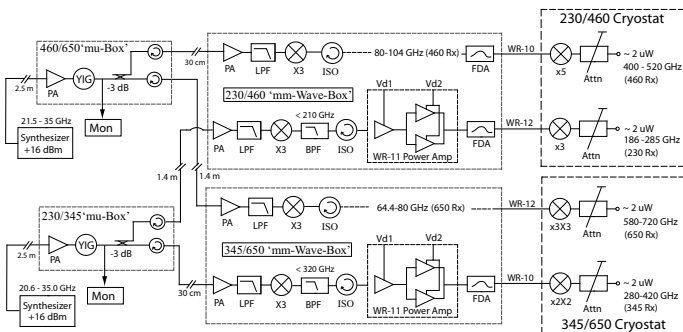 230/460 Cryostat
460/650 'mu-Box'
30 cm
PA
LPF
X3
ISO
80-104 GHz (460 Rx)
FDA
WR-10
x5
Attn
~ 2 uW
400 - 520 GHz
(460 Rx)
2.5 m
PA
YIG
-3 dB
Mon
21.5 - 35 GHz
Synthesizer
+16 dBm
230/460 'mm-Wave-Box'
Vd1
Vd2
< 210 GHz
PA
LPF
X3
BPF
ISO
WR-11 Power Amp
FDA
WR-12
x3
Attn
~ 2 uW
186 -285 GHz
(230 Rx)
1.4 m
1.4 m
230/345 'mu-Box'
PA
LPF
X3
ISO
64.4-80 GHz (650 Rx)
WR-12
x3X3
Attn
~ 2 uW
580-720 GHz
(650 Rx)
2.5 m
PA
YIG
-3 dB
Mon
20.6 - 35.0 GHz
Synthesizer
+16 dBm
30 cm
345/650 'mm-Wave-Box'
Vd1
Vd2
< 320 GHz
PA
LPF
X3
BPF
ISO
WR-11 Power Amp
FDA
WR-10
x2X2
Attn
~ 2 uW
280-420 GHz
(345 Rx)
345/650 Cryostat